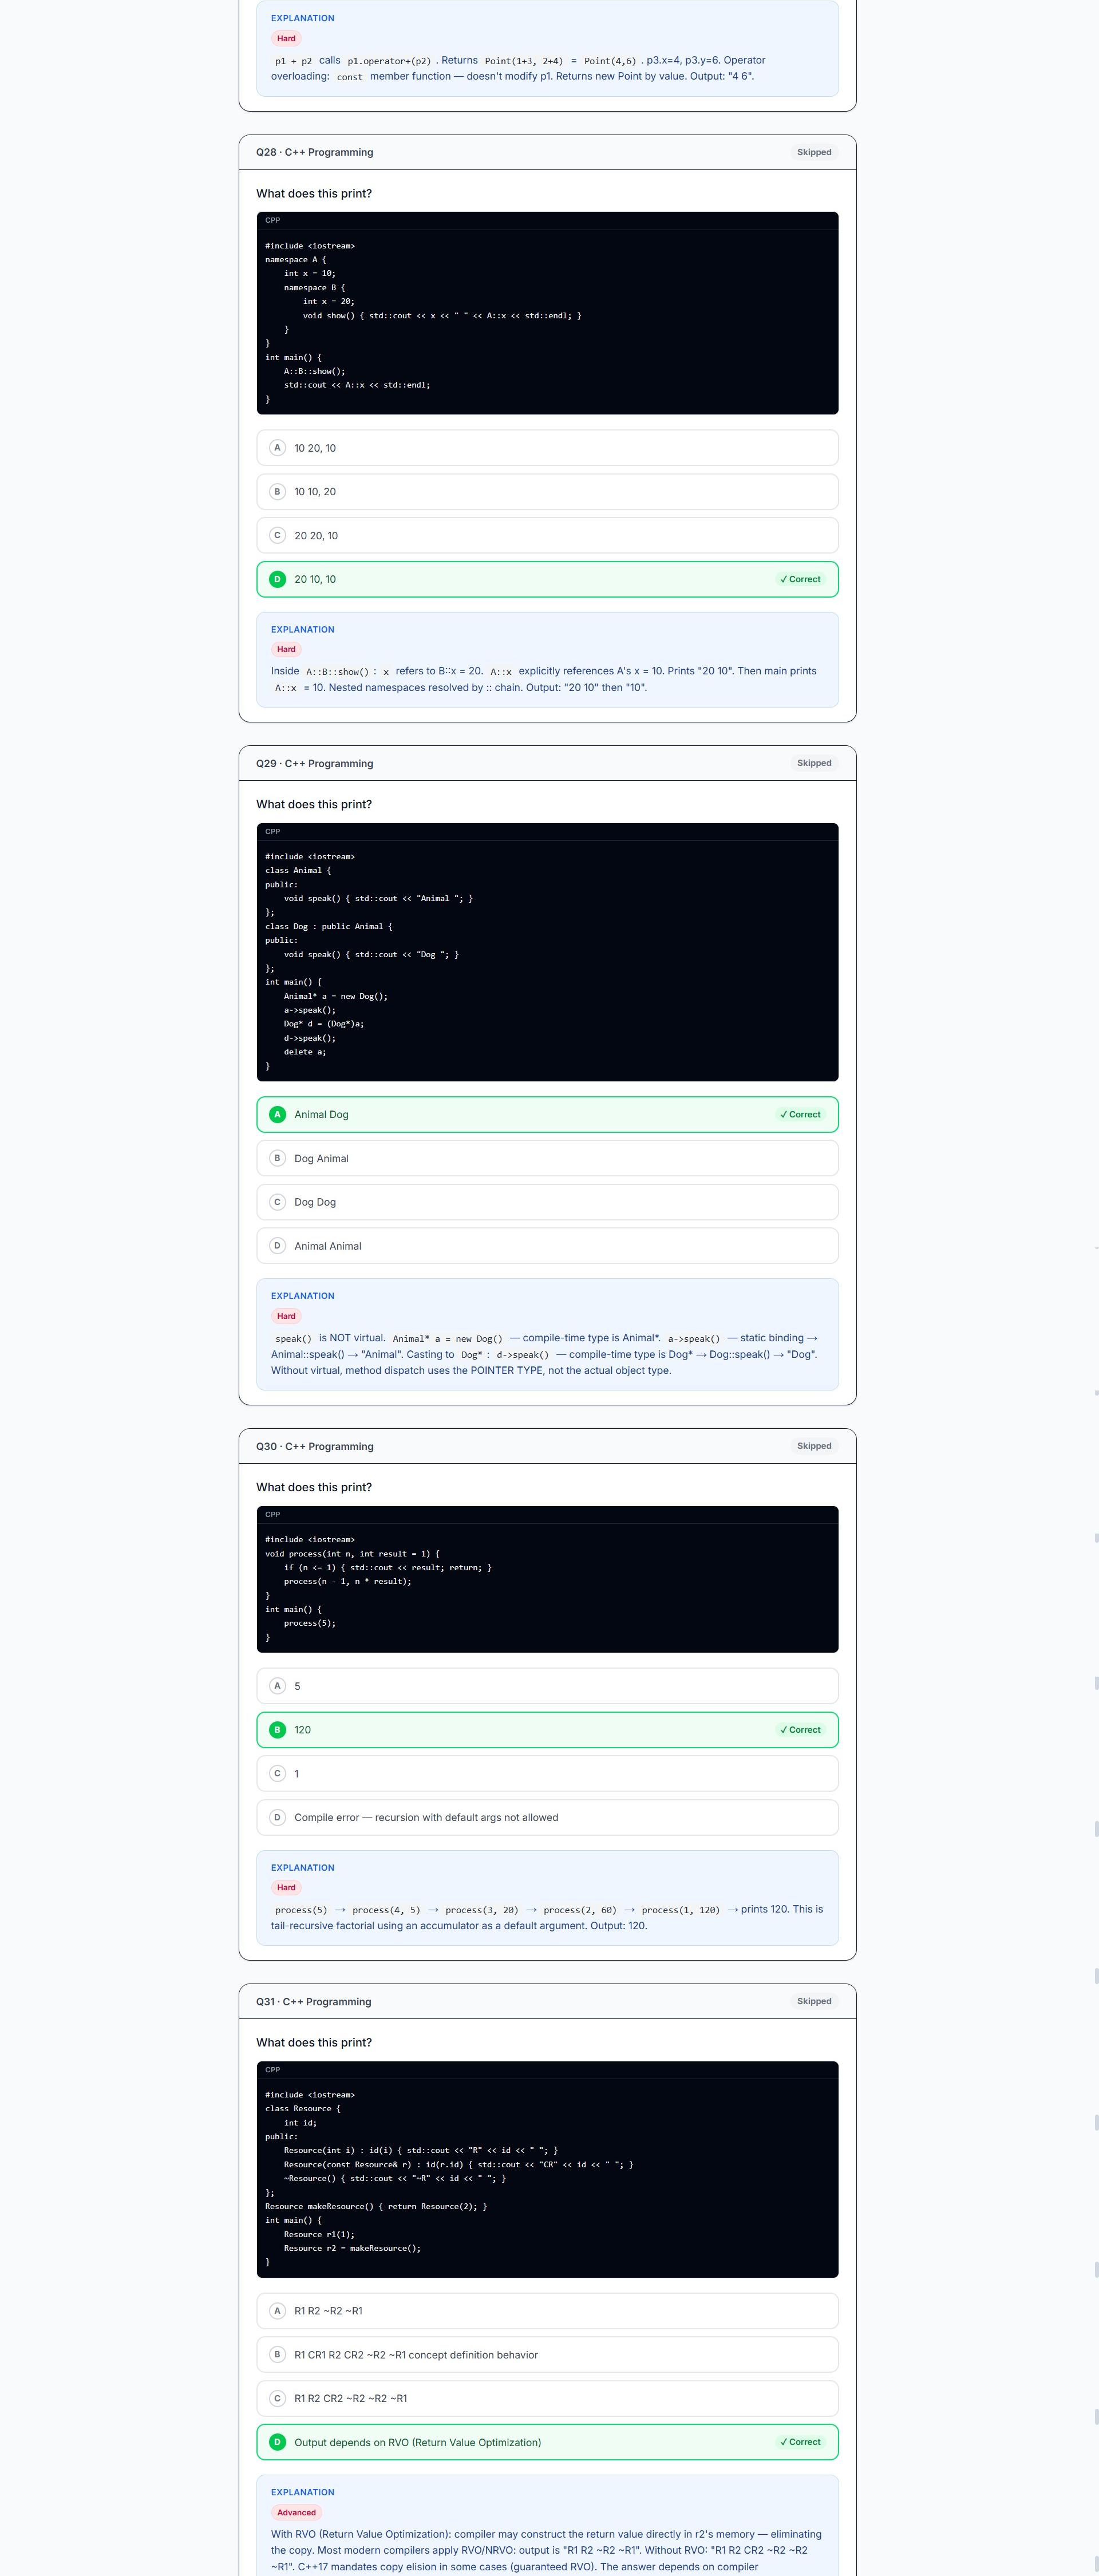 EXPLANATION
Hard
p1 + p2 calls p1.operator+(p2) . Returns Point(1+3, 2+4) = Point(4,6) . p3.x=4, p3.y=6. Operator
overloading: const member function — doesn't modify p1. Returns new Point by value. Output: "4 6".
Q28 · C++ Programming
Skipped
What does this print?
CPP
#include <iostream>
namespace A {
    int x = 10;
    namespace B {
        int x = 20;
        void show() { std::cout << x << " " << A::x << std::endl; }
    }
}
int main() {
    A::B::show();
    std::cout << A::x << std::endl;
}
A 10 20, 10
B 10 10, 20
C 20 20, 10
D 20 10, 10 ✓ Correct
EXPLANATION
Hard
Inside A::B::show() : x refers to B::x = 20. A::x explicitly references A's x = 10. Prints "20 10". Then main prints
A::x = 10. Nested namespaces resolved by :: chain. Output: "20 10" then "10".
Q29 · C++ Programming
Skipped
What does this print?
CPP
#include <iostream>
class Animal {
public:
    void speak() { std::cout << "Animal "; }
};
class Dog : public Animal {
public:
    void speak() { std::cout << "Dog "; }
};
int main() {
    Animal* a = new Dog();
    a->speak();
    Dog* d = (Dog*)a;
    d->speak();
    delete a;
}
A Animal Dog ✓ Correct
B Dog Animal
C Dog Dog
D Animal Animal
EXPLANATION
Hard
speak() is NOT virtual. Animal* a = new Dog() — compile-time type is Animal*. a->speak() — static binding →
Animal::speak() → "Animal". Casting to Dog* : d->speak() — compile-time type is Dog* → Dog::speak() → "Dog".
Without virtual, method dispatch uses the POINTER TYPE, not the actual object type.
Q30 · C++ Programming
Skipped
What does this print?
CPP
#include <iostream>
void process(int n, int result = 1) {
    if (n <= 1) { std::cout << result; return; }
    process(n - 1, n * result);
}
int main() {
    process(5);
}
A 5
B 120 ✓ Correct
C 1
D Compile error — recursion with default args not allowed
EXPLANATION
Hard
process(5) → process(4, 5) → process(3, 20) → process(2, 60) → process(1, 120) → prints 120. This is
tail-recursive factorial using an accumulator as a default argument. Output: 120.
Q31 · C++ Programming
Skipped
What does this print?
CPP
#include <iostream>
class Resource {
    int id;
public:
    Resource(int i) : id(i) { std::cout << "R" << id << " "; }
    Resource(const Resource& r) : id(r.id) { std::cout << "CR" << id << " "; }
    ~Resource() { std::cout << "~R" << id << " "; }
};
Resource makeResource() { return Resource(2); }
int main() {
    Resource r1(1);
    Resource r2 = makeResource();
}
A R1 R2 ~R2 ~R1
B R1 CR1 R2 CR2 ~R2 ~R1 concept definition behavior
C R1 R2 CR2 ~R2 ~R2 ~R1
D Output depends on RVO (Return Value Optimization) ✓ Correct
EXPLANATION
Advanced
With RVO (Return Value Optimization): compiler may construct the return value directly in r2's memory — eliminating
the copy. Most modern compilers apply RVO/NRVO: output is "R1 R2 ~R2 ~R1". Without RVO: "R1 R2 CR2 ~R2 ~R2
~R1". C++17 mandates copy elision in some cases (guaranteed RVO). The answer depends on compiler